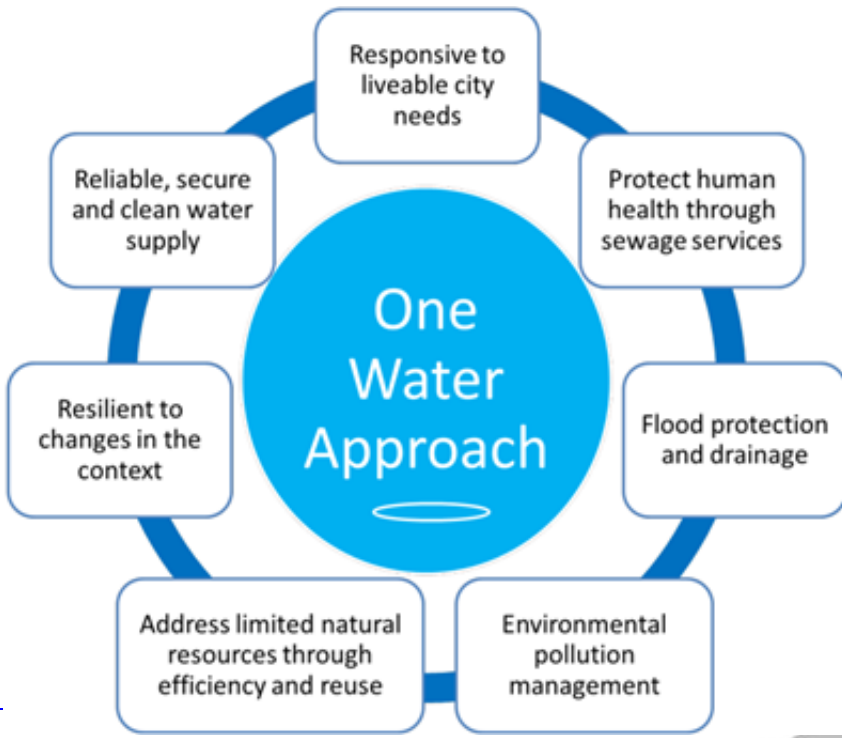 Responsive to
liveable city
needs
Protect human
health through
sewage services
Flood protection
and drainage
Environmental
pollution
management
Address limited natural
resources through
efficiency and reuse
Resilient to
changes in the
context
Reliable, secure
and clean water
supply
One
Water
Approach